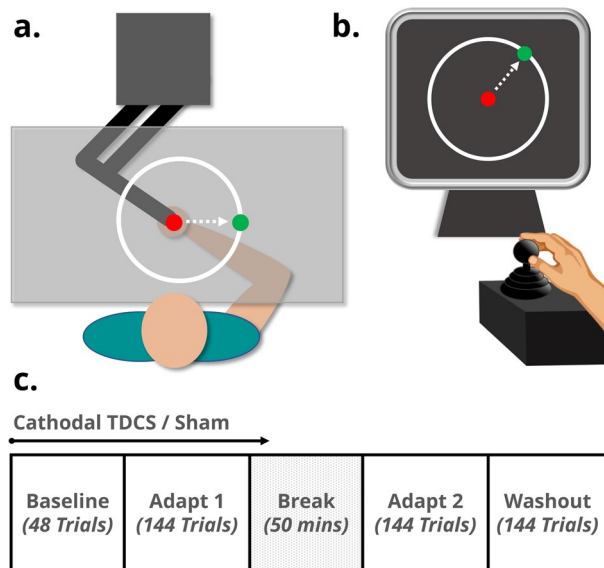 a.
b.
c.
Cathodal TDCS / Sham
Baseline
(48 Trials)
Adapt 1
(144 Trials)
Break
(50 mins)
Adapt 2
(144 Trials)
Washout
(144 Trials)